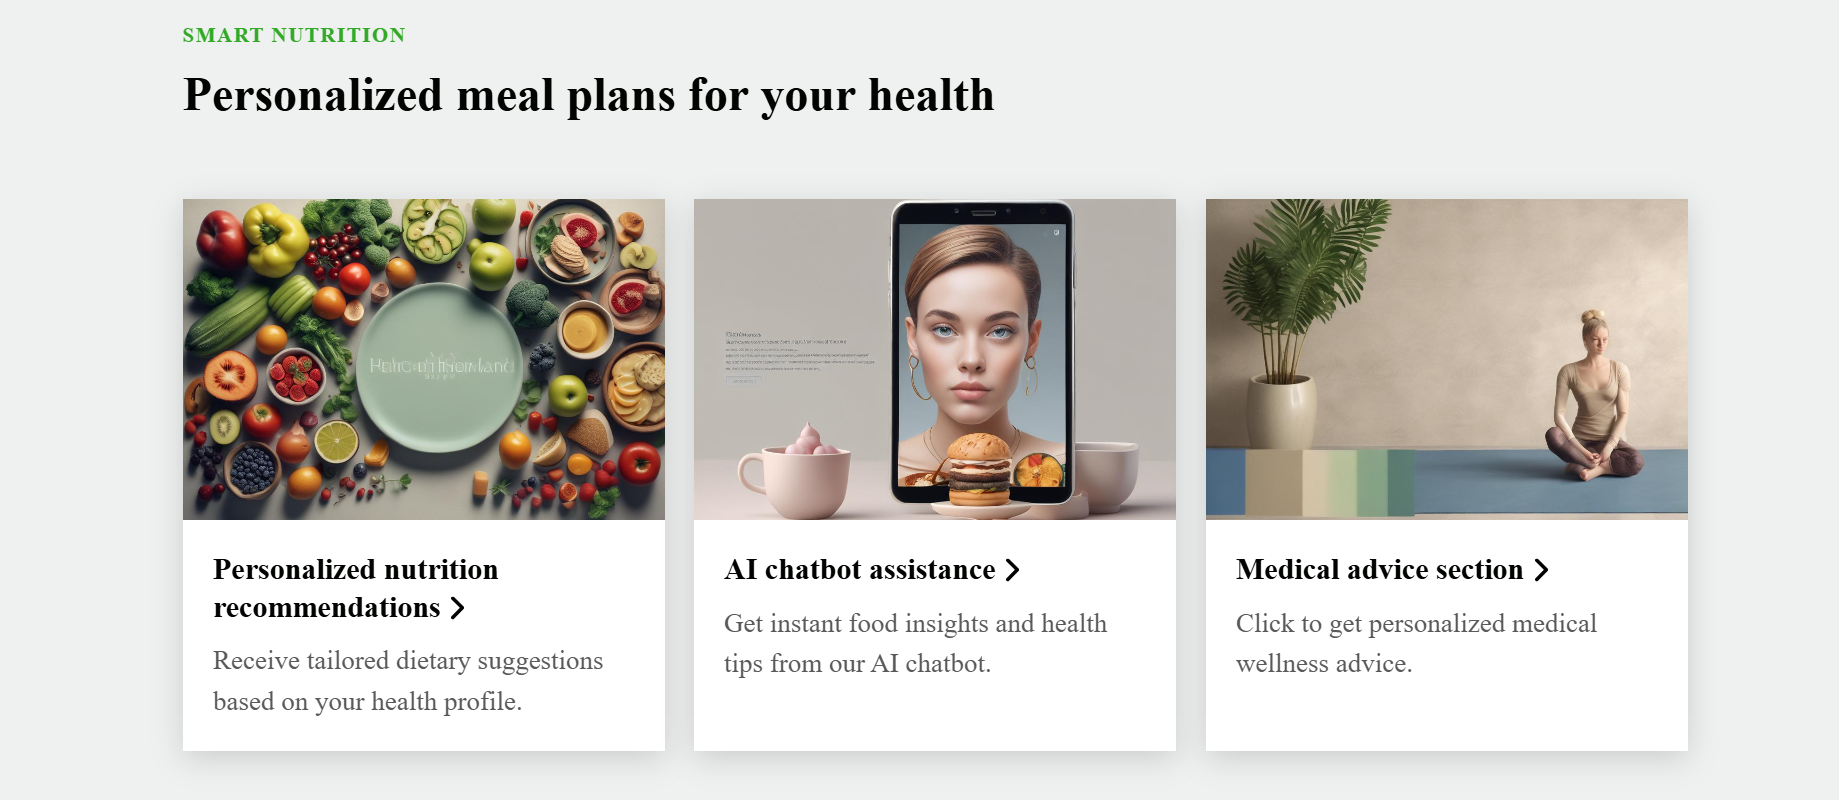 SMART NUTRITION
Personalized meal plans for your health
Personalized nutrition
recommendations
Receive tailored dietary suggestions
based on your health profile.
AI chatbot assistance
Get instant food insights and health
tips from our AI chatbot.
Medical advice section
Click to get personalized medical
wellness advice.